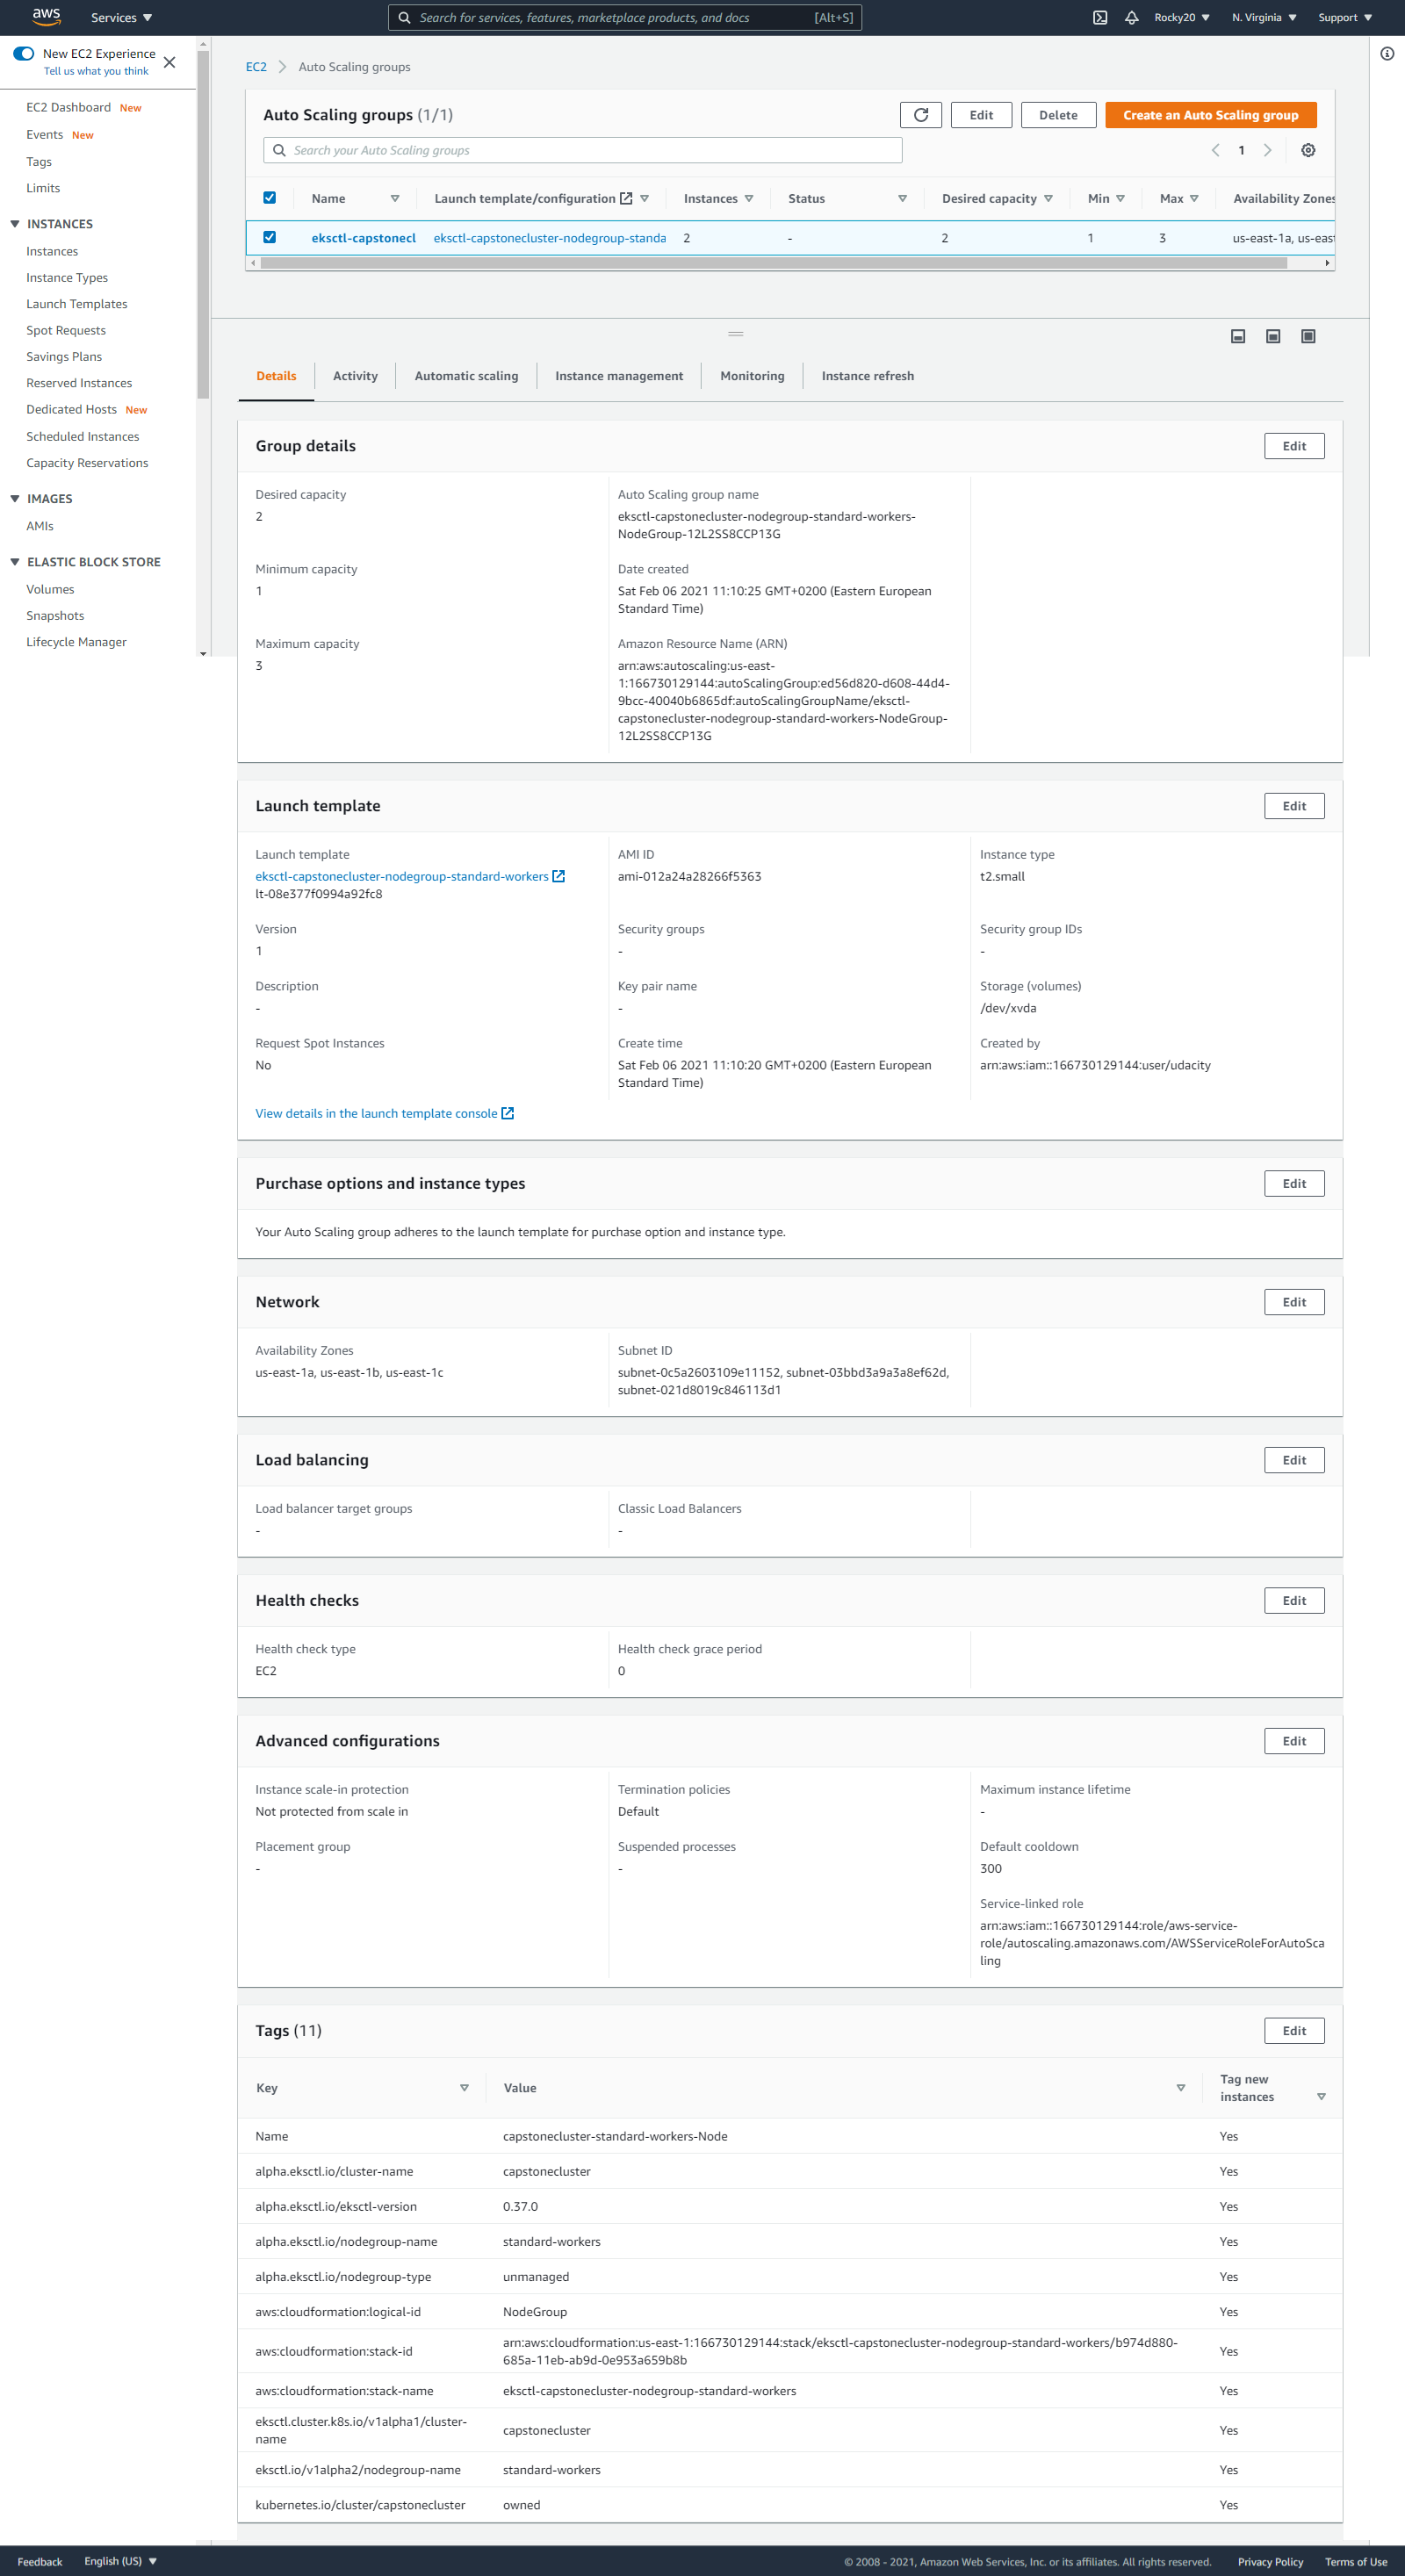 aws
Services
Search for services, features, marketplace products, and docs
[Alt+S]
Rocky20
N. Virginia
Support
New EC2 Experience
Tell us what you think
EC2 Dashboard New
Events New
Tags
Limits
INSTANCES
Instances
Instance Types
Launch Templates
Spot Requests
Savings Plans
Reserved Instances
Dedicated Hosts New
Scheduled Instances
Capacity Reservations
IMAGES
AMIs
ELASTIC BLOCK STORE
Volumes
Snapshots
Lifecycle Manager
EC2 Auto Scaling groups
Auto Scaling groups (1/1)
Edit
Delete
Create an Auto Scaling group
Search your Auto Scaling groups
1
Name Launch template/configuration Instances Status Desired capacity Min Max Availability Zones
eksctl-capstonecl eksctl-capstonecluster-nodegroup-standa 2 - 2 1 3 us-east-1a, us-east
Details Activity Automatic scaling Instance management Monitoring Instance refresh
Group details
Edit
Desired capacity
2
Minimum capacity
1
Maximum capacity
3
Auto Scaling group name
eksctl-capstonecluster-nodegroup-standard-workers-
NodeGroup-12L2SS8CCP13G
Date created
Sat Feb 06 2021 11:10:25 GMT+0200 (Eastern European
Standard Time)
Amazon Resource Name (ARN)
arn:aws:autoscaling:us-east-
1:166730129144:autoScalingGroup:ed56d820-d608-44d4-
9bcc-40040b6865df:autoScalingGroupName/eksctl-
capstonecluster-nodegroup-standard-workers-NodeGroup-
12L2SS8CCP13G
Launch template
Edit
Launch template
eksctl-capstonecluster-nodegroup-standard-workers
lt-08e377f0994a92fc8
AMI ID
ami-012a24a28266f5363
Instance type
t2.small
Version
1
Security groups
-
Security group IDs
-
Description
-
Key pair name
-
Storage (volumes)
/dev/xvda
Request Spot Instances
No
Create time
Sat Feb 06 2021 11:10:20 GMT+0200 (Eastern European
Standard Time)
Created by
arn:aws:iam::166730129144:user/udacity
View details in the launch template console
Purchase options and instance types
Edit
Your Auto Scaling group adheres to the launch template for purchase option and instance type.
Network
Edit
Availability Zones
us-east-1a, us-east-1b, us-east-1c
Subnet ID
subnet-0c5a2603109e11152, subnet-03bbd3a9a3a8ef62d,
subnet-021d8019c846113d1
Load balancing
Edit
Load balancer target groups
-
Classic Load Balancers
-
Health checks
Edit
Health check type
EC2
Health check grace period
0
Advanced configurations
Edit
Instance scale-in protection
Not protected from scale in
Termination policies
Default
Maximum instance lifetime
-
Placement group
-
Suspended processes
-
Default cooldown
300
Service-linked role
arn:aws:iam::166730129144:role/aws-service-
role/autoscaling.amazonaws.com/AWSServiceRoleForAutoSca
ling
Tags (11)
Edit
Key Value Tag new
instances
Name capstonecluster-standard-workers-Node Yes
alpha.eksctl.io/cluster-name capstonecluster Yes
alpha.eksctl.io/eksctl-version 0.37.0 Yes
alpha.eksctl.io/nodegroup-name standard-workers Yes
alpha.eksctl.io/nodegroup-type unmanaged Yes
aws:cloudformation:logical-id NodeGroup Yes
aws:cloudformation:stack-id arn:aws:cloudformation:us-east-1:166730129144:stack/eksctl-capstonecluster-nodegroup-standard-workers/b974d880-
685a-11eb-ab9d-0e953a659b8b Yes
aws:cloudformation:stack-name eksctl-capstonecluster-nodegroup-standard-workers Yes
eksctl.cluster.k8s.io/v1alpha1/cluster-
name capstonecluster Yes
eksctl.io/v1alpha2/nodegroup-name standard-workers Yes
kubernetes.io/cluster/capstonecluster owned Yes
Feedback English (US) © 2008 - 2021, Amazon Web Services, Inc. or its affiliates. All rights reserved. Privacy Policy Terms of Use